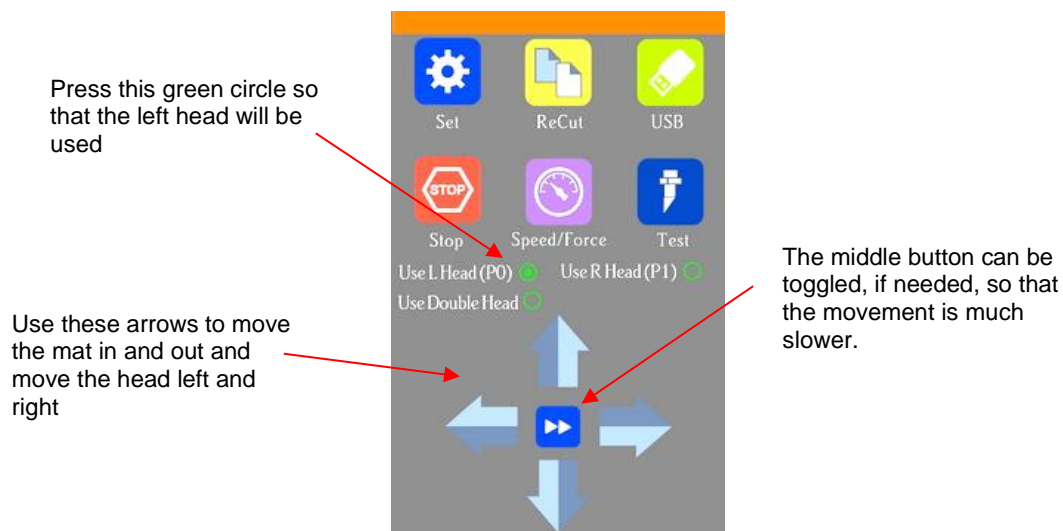 Press this green circle so
that the left head will be
used
Set
ReCut
USB
STOP
Stop
Speed/Force
Test
Use L Head (P0)
Use R Head (P1)
Use Double Head
The middle button can be
toggled, if needed, so that
the movement is much
slower.
Use these arrows to move
the mat in and out and
move the head left and
right